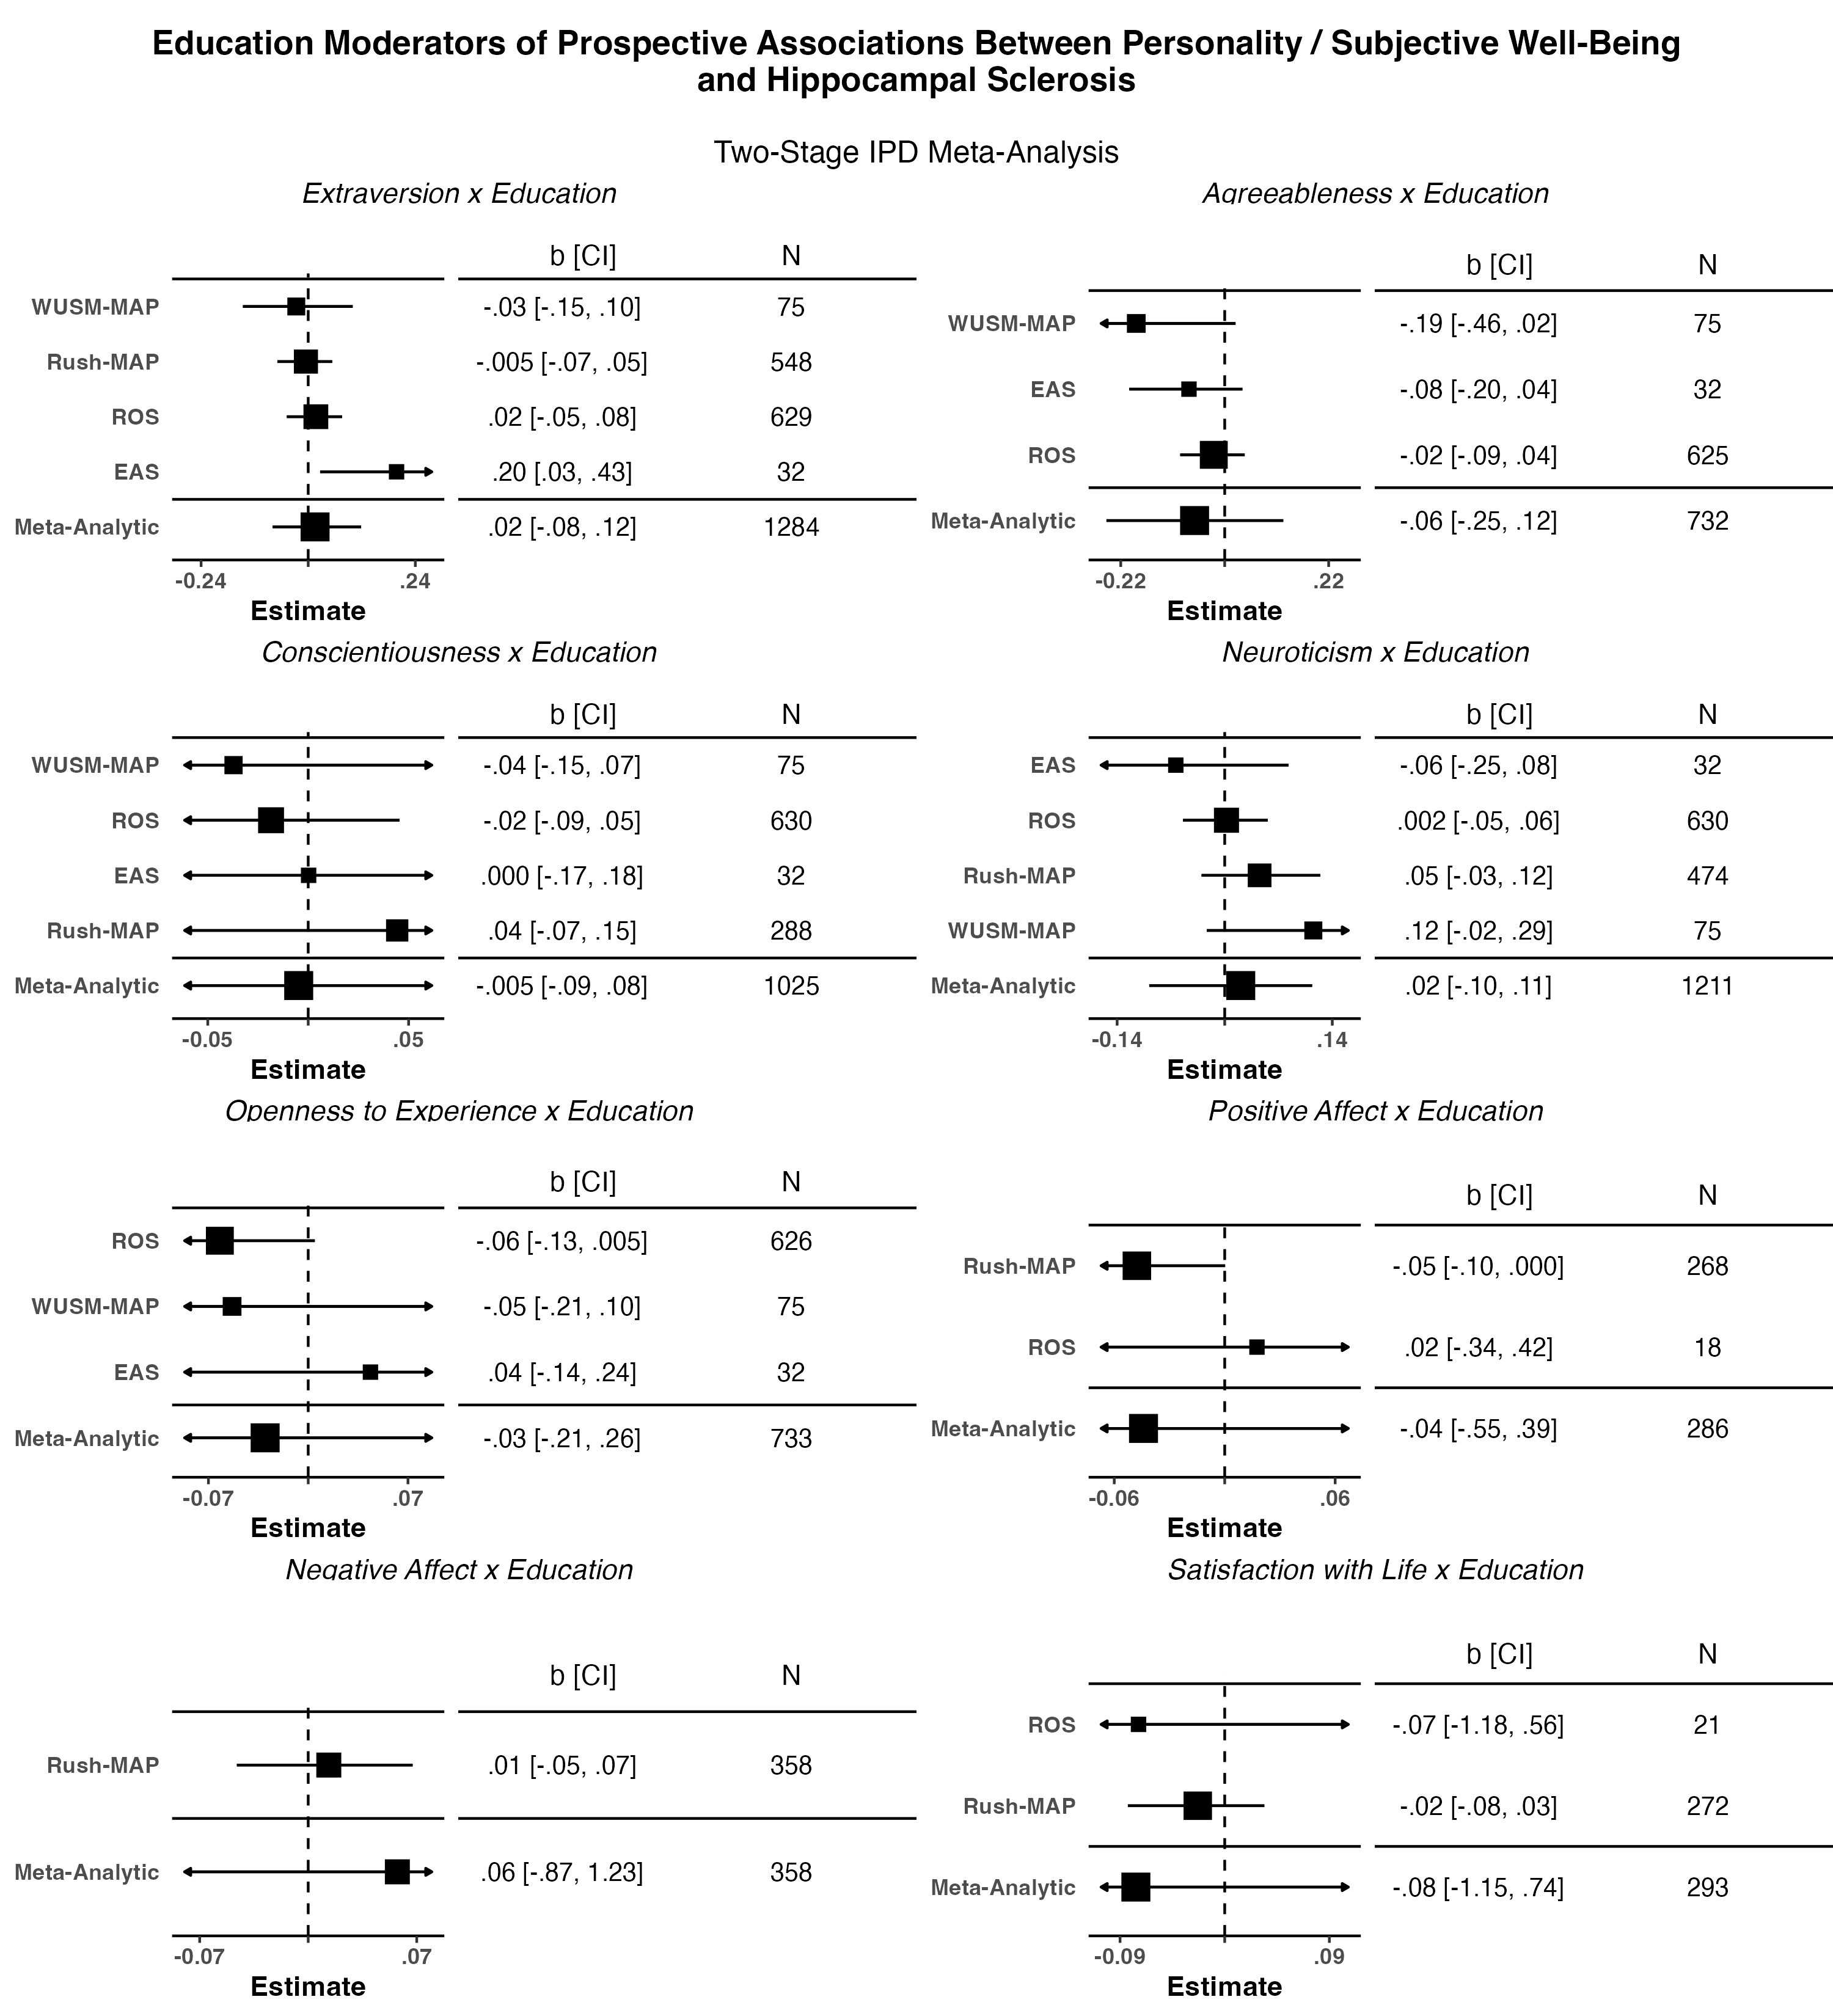 Education Moderators of Prospective Associations Between Personality / Subjective Well-Being
and Hippocampal Sclerosis
Two-Stage IPD Meta-Analysis
Extraversion x Education
b [CI] N
WUSM-MAP -.03 [-.15, .10] 75
Rush-MAP -.005 [-.07, .05] 548
ROS .02 [-.05, .08] 629
EAS .20 [.03, .43] 32
Meta-Analytic .02 [-.08, .12] 1284
-0.24 .24
Estimate
Agreeableness x Education
b [CI] N
WUSM-MAP -.19 [-.46, .02] 75
EAS -.08 [-.20, .04] 32
ROS -.02 [-.09, .04] 625
Meta-Analytic -.06 [-.25, .12] 732
-0.22 .22
Estimate
Conscientiousness x Education
b [CI] N
WUSM-MAP -.04 [-.15, .07] 75
ROS -.02 [-.09, .05] 630
EAS .000 [-.17, .18] 32
Rush-MAP .04 [-.07, .15] 288
Meta-Analytic -.005 [-.09, .08] 1025
-0.05 .05
Estimate
Neuroticism x Education
b [CI] N
EAS -.06 [-.25, .08] 32
ROS .002 [-.05, .06] 630
Rush-MAP .05 [-.03, .12] 474
WUSM-MAP .12 [-.02, .29] 75
Meta-Analytic .02 [-.10, .11] 1211
-0.14 .14
Estimate
Openness to Experience x Education
b [CI] N
ROS -.06 [-.13, .005] 626
WUSM-MAP -.05 [-.21, .10] 75
EAS .04 [-.14, .24] 32
Meta-Analytic -.03 [-.21, .26] 733
-0.07 .07
Estimate
Positive Affect x Education
b [CI] N
Rush-MAP -.05 [-.10, .000] 268
ROS .02 [-.34, .42] 18
Meta-Analytic -.04 [-.55, .39] 286
-0.06 .06
Estimate
Negative Affect x Education
b [CI] N
Rush-MAP .01 [-.05, .07] 358
Meta-Analytic .06 [-.87, 1.23] 358
-0.07 .07
Estimate
Satisfaction with Life x Education
b [CI] N
ROS -.07 [-1.18, .56] 21
Rush-MAP -.02 [-.08, .03] 272
Meta-Analytic -.08 [-1.15, .74] 293
-0.09 .09
Estimate